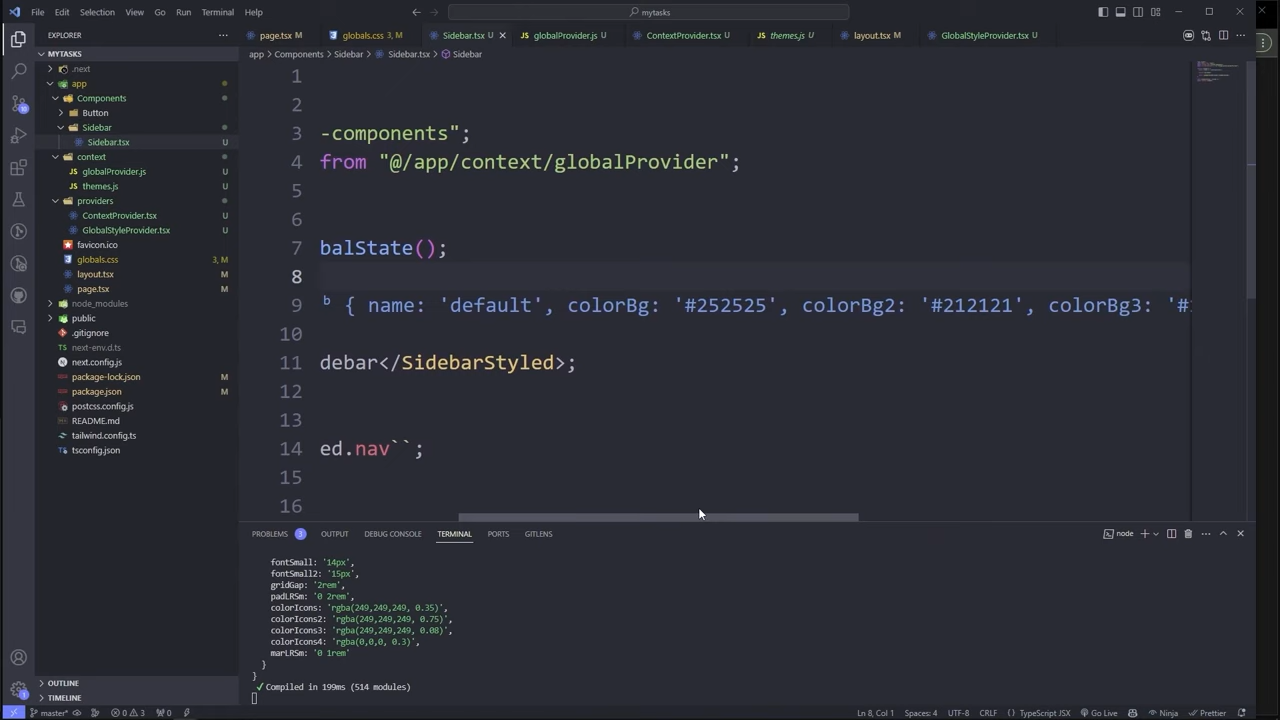 File Edit Selection View Go Run Terminal Help
mytasks
EXPLORER
MYTASKS
.next
app
Components
Button
Sidebar
Sidebar.tsx U
context
globalProvider.js U
themes.js U
providers
ContextProvider.tsx U
GlobalStyleProvider.tsx U
favicon.ico
globals.css 3, M
layout.tsx M
page.tsx M
node_modules
public
.gitignore
next-env.d.ts
next.config.js
package-lock.json M
package.json M
postcss.config.js
README.md
tailwind.config.ts
tsconfig.json
OUTLINE
TIMELINE
page.tsx M globals.css 3, M Sidebar.tsx U globalProvider.js U ContextProvider.tsx U themes.js U layout.tsx M GlobalStyleProvider.tsx U
app > Components > Sidebar > Sidebar.tsx > Sidebar
1
2
3 -components";
4 from "@/app/context/globalProvider";
5
6
7 balState();
8
9 b { name: 'default', colorBg: '#252525', colorBg2: '#212121', colorBg3: '#
10
11 debar</SidebarStyled>;
12
13
14 ed.nav``;
15
16
PROBLEMS 3 OUTPUT DEBUG CONSOLE TERMINAL PORTS GITLENS
node
fontSmall: '14px',
fontSmall2: '15px',
gridGap: '2rem',
padLRSm: '0 2rem',
colorIcons: 'rgba(249,249,249, 0.35)',
colorIcons2: 'rgba(249,249,249, 0.75)',
colorIcons3: 'rgba(249,249,249, 0.08)',
colorIcons4: 'rgba(0,0,0, 0.3)',
marLRSm: '0 1rem'
}
}
✓ Compiled in 199ms (514 modules)
master* 0 3 0 Ln 8, Col 1 Spaces: 4 UTF-8 CRLF TypeScript JSX Go Live Ninja Prettier